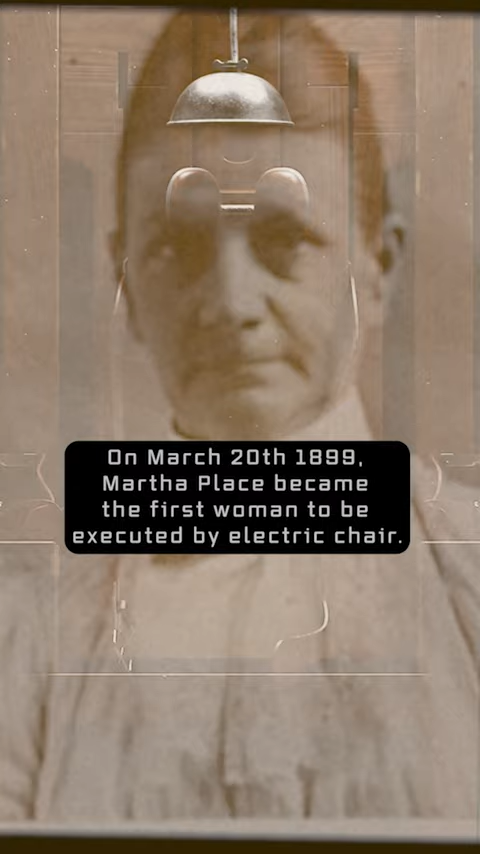 On March 20th 1899,
Martha Place became
the first woman to be
executed by electric chair.